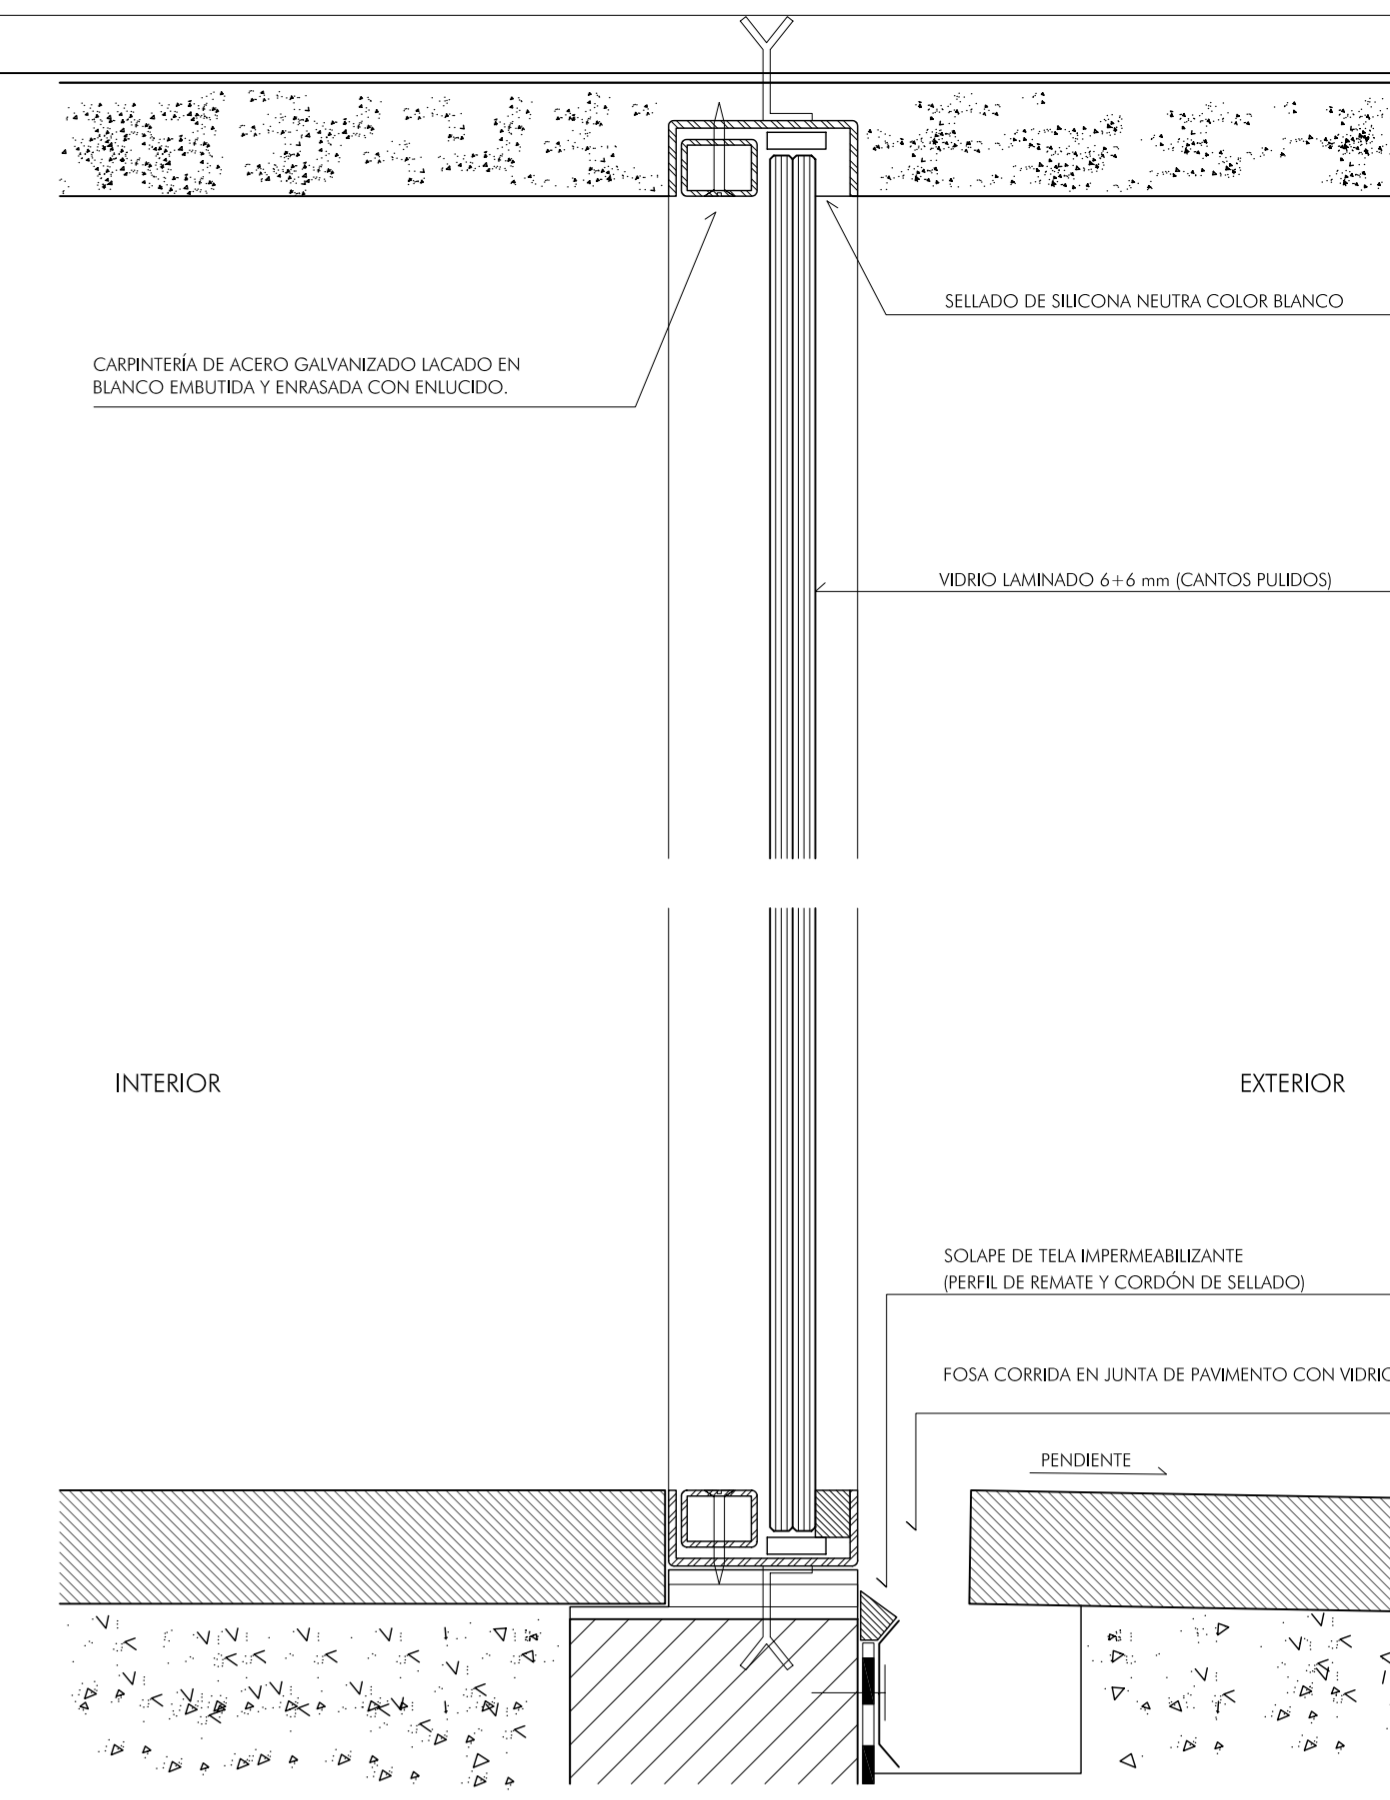 SELLADO DE SILICONA NEUTRA COLOR BLANCO
CARPINTERÍA DE ACERO GALVANIZADO LACADO EN
BLANCO EMBUTIDA Y ENRASADA CON ENLUCIDO.
VIDRIO LAMINADO 6+6 mm (CANTOS PULIDOS)
INTERIOR
EXTERIOR
SOLAPE DE TELA IMPERMEABILIZANTE
(PERFIL DE REMATE Y CORDÓN DE SELLADO)
FOSA CORRIDA EN JUNTA DE PAVIMENTO CON VIDRIO
PENDIENTE